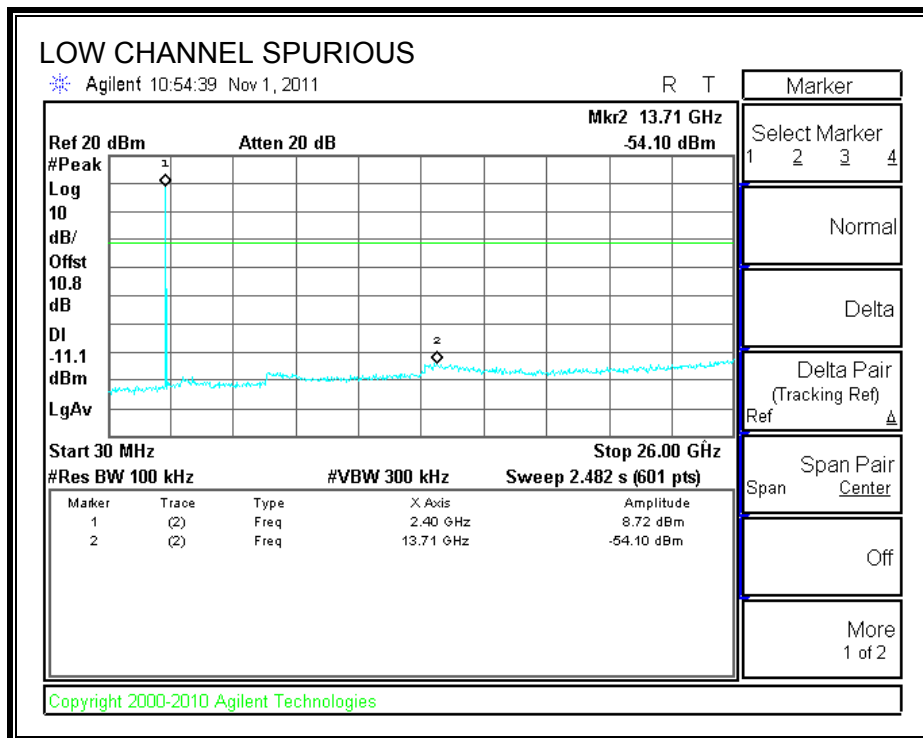 LOW CHANNEL SPURIOUS
Agilent 10:54:39 Nov 1, 2011 R T
Mkr2 13.71 GHz
Ref 20 dBm Atten 20 dB -54.10 dBm
#Peak
Log
10
dB/
Offst
10.8
dB
DI
-11.1
dBm
LgAv
1
2
Start 30 MHz Stop 26.00 GĤz
#Res BW 100 kHz #VBW 300 kHz Sweep 2.482 s (601 pts)
Marker Trace Type X Axis Amplitude
1 (2) Freq 2.40 GHz 8.72 dBm
2 (2) Freq 13.71 GHz -54.10 dBm
Marker
Select Marker
1 2 3 4
Normal
Delta
Delta Pair
(Tracking Ref)
Ref Δ
Span Pair
Span Center
Off
More
1 of 2
Copyright 2000-2010 Agilent Technologies